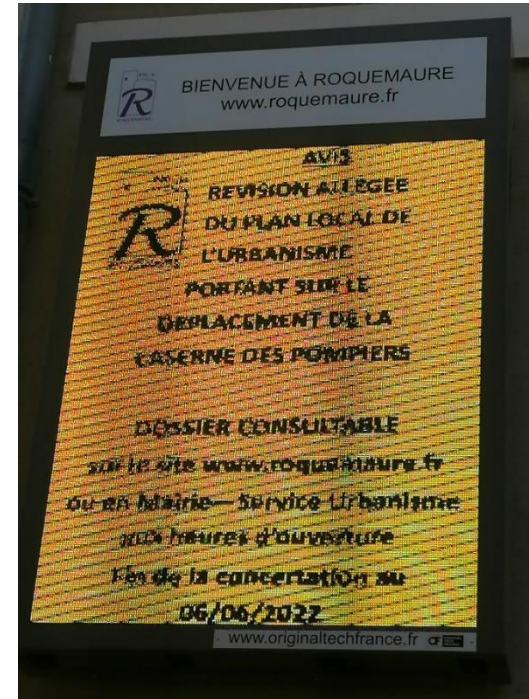 BIENVENUE À ROQUEMAURE
www.roquemaure.fr
R
AVIS
REVISION ALLEGEE
R
DU PLAN LOCAL DE
L'URBANISME
PORTANT SUR LE
DEPLACEMENT DE LA
CASERNE DES POMPIERS
DOSSIER CONSULTABLE
sur le site www.roquemaure.fr
ou en Mairie—Service Urbanisme
aux heures d'ouverture
Fin de la concertation au
06/06/2022
www.originaltechfrance.fr